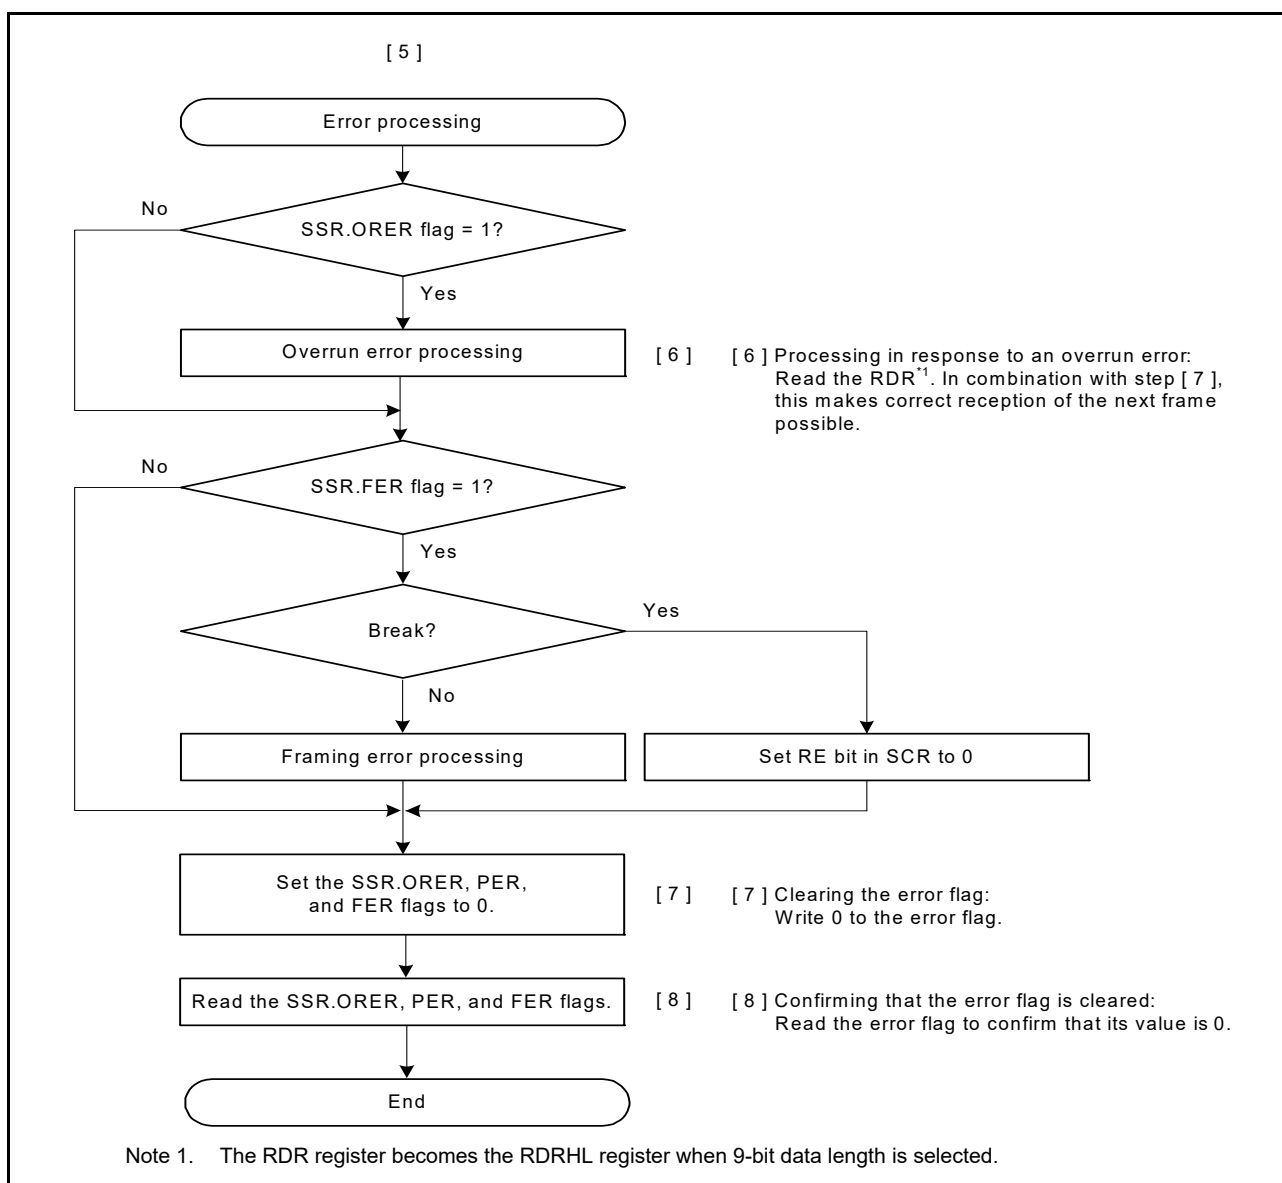 [ 5 ]
Error processing
No
SSR.ORER flag = 1?
Yes
Overrun error processing
[ 6 ]
[ 6 ] Processing in response to an overrun error:
Read the RDR*1. In combination with step [ 7 ],
this makes correct reception of the next frame
possible.
No
SSR.FER flag = 1?
Yes
Break?
Yes
No
Framing error processing
Set RE bit in SCR to 0
Set the SSR.ORER, PER,
and FER flags to 0.
[ 7 ]
[ 7 ] Clearing the error flag:
Write 0 to the error flag.
Read the SSR.ORER, PER, and FER flags.
[ 8 ]
[ 8 ] Confirming that the error flag is cleared:
Read the error flag to confirm that its value is 0.
End
Note 1. The RDR register becomes the RDRHL register when 9-bit data length is selected.